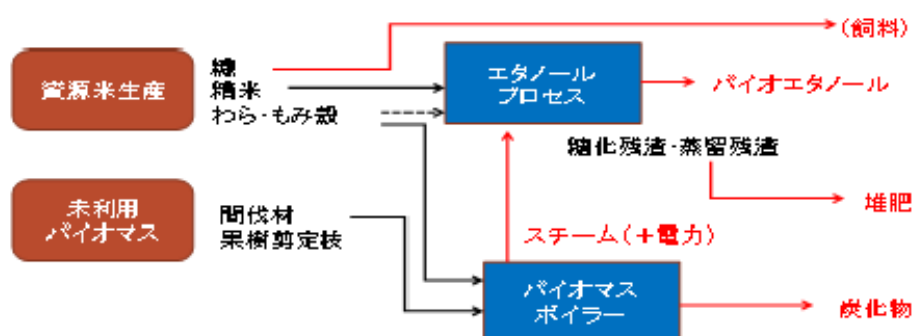 (飼料)
資源米生産
糠
精米
わら・もみ殻
エタノール
プロセス
バイオエタノール
糖化残渣・蒸留残渣
堆肥
未利用
バイオマス
間伐材
果樹剪定枝
スチーム(+電力)
バイオマス
ボイラー
炭化物